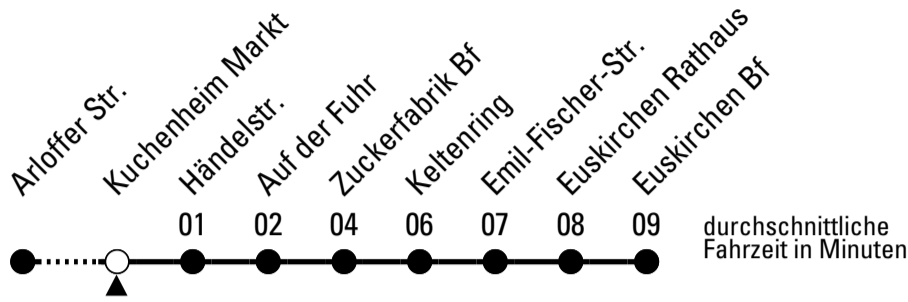 Arloffer Str.
Kuchenheim Markt
Händelstr.
Auf der Fuhr
Zuckerfabrik Bf
Keltenring
Emil-Fischer-Str.
Euskirchen Rathaus
Euskirchen Bf
01 02 04 06 07 08 09
durchschnittliche
Fahrzeit in Minuten